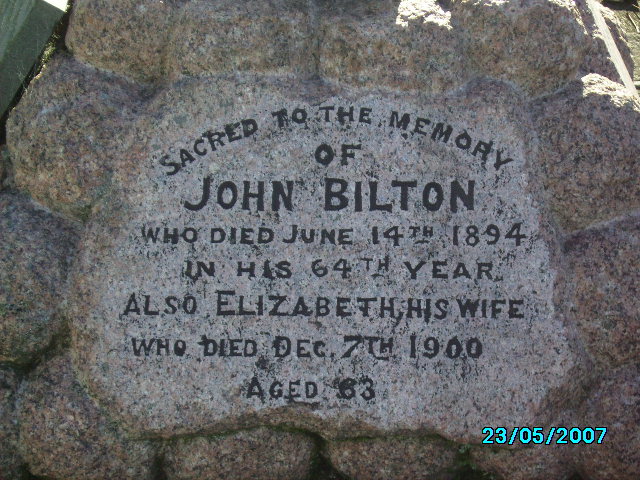 SACRED TO THE MEMORY
OF
JOHN BILTON
WHO DIED JUNE 14TH 1894
IN HIS 64TH YEAR
ALSO ELIZABETH, HIS WIFE
WHO DIED DEC. 7TH 1900
AGED 63
23/05/2007